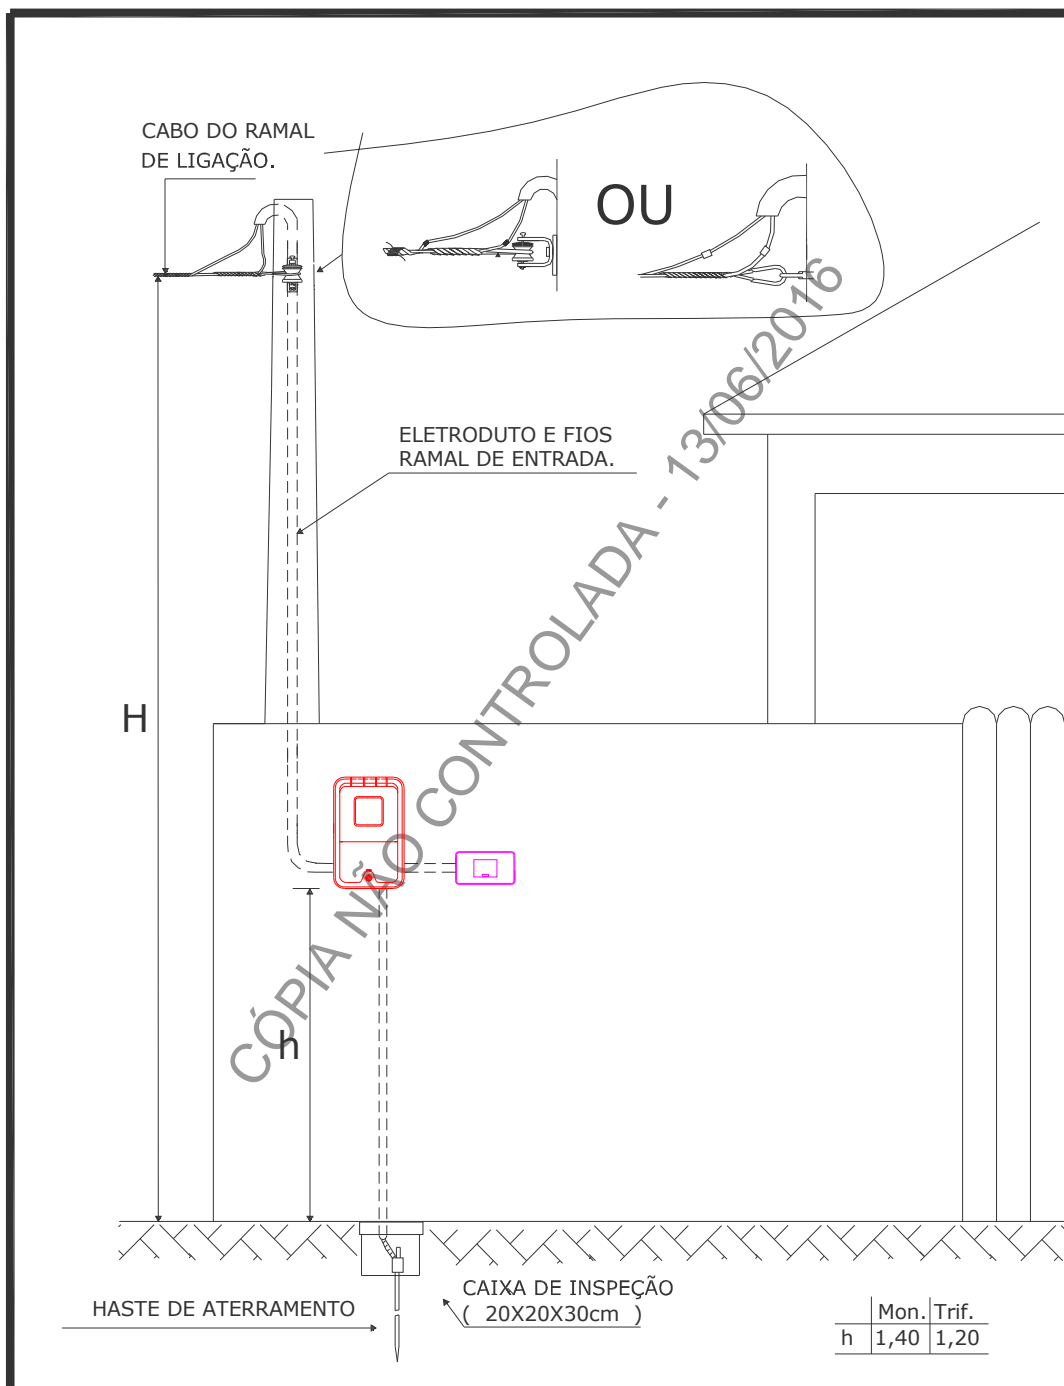 CABO DO RAMAL
DE LIGAÇÃO.
OU
ELETRODUTO E FIOS
RAMAL DE ENTRADA.
H
h
CÓPIA NÃO CONTROLADA - 13/06/2016
HASTE DE ATERRAMENTO
CAIXA DE INSPEÇÃO
( 20X20X30cm )
Mon. Trif.
h 1,40 1,20